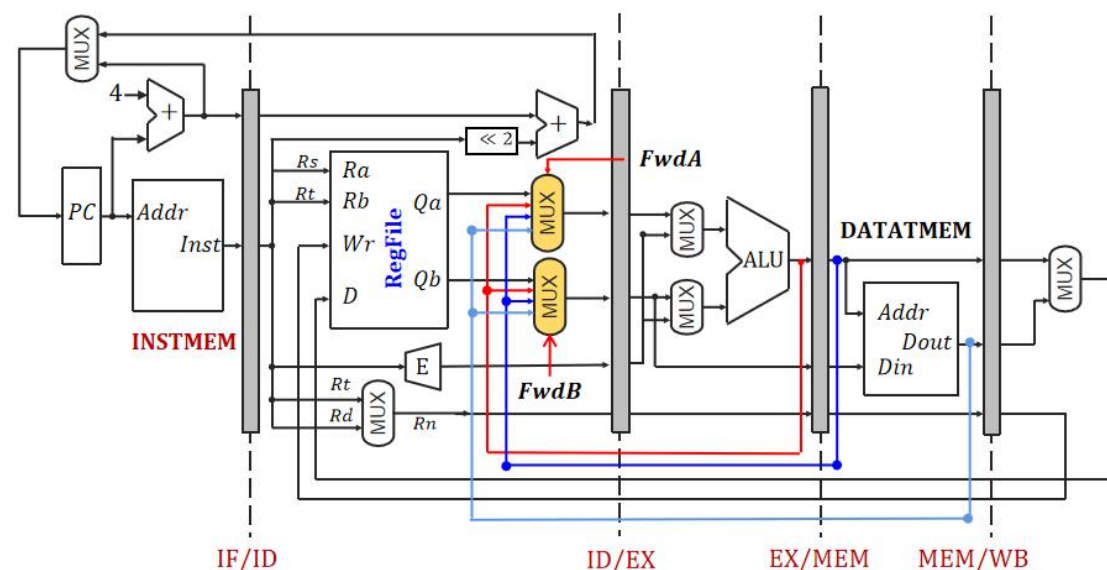 MUX
4
+
+
≪ 2
FwdA
PC
Addr
Inst
INSTMEM
Rs
Ra
Rt
Rb
Qa
Wr
RegFile
Qb
D
MUX
MUX
FwdB
E
Rt
Rd
MUX
Rn
MUX
MUX
ALU
DATATMEM
Addr
Dout
Din
MUX
IF/ID
ID/EX
EX/MEM
MEM/WB